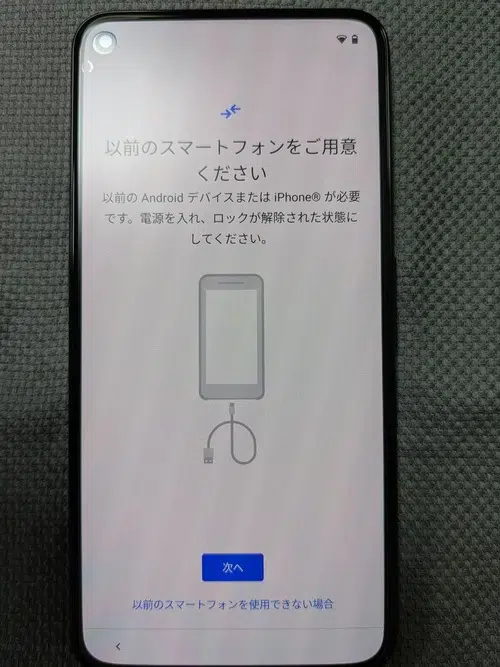 以前のスマートフォンをご用意
ください
以前の Android デバイスまたは iPhone® が必要
です。電源を入れ、ロックが解除された状態に
してください。
次へ
以前のスマートフォンを使用できない場合